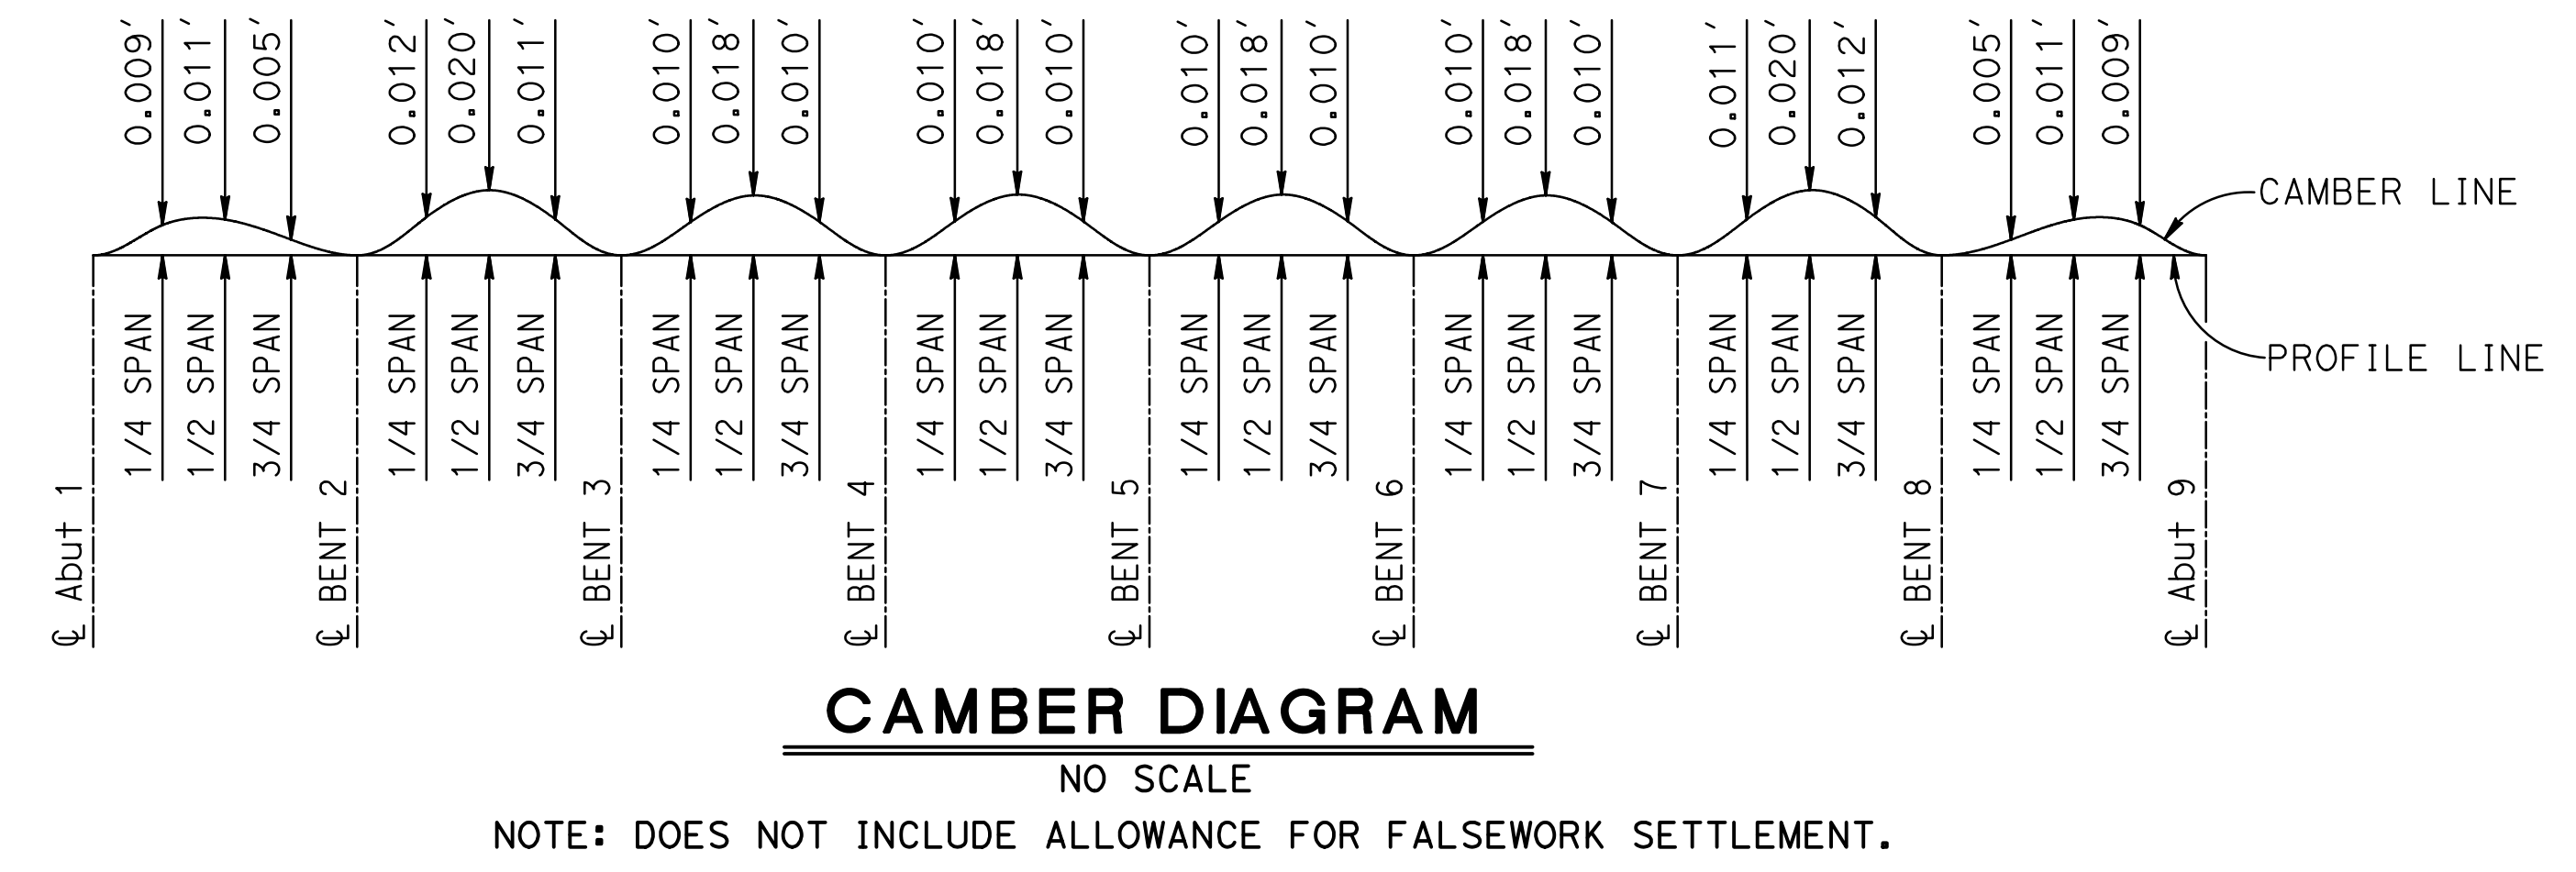 0.009′ 0.011′ 0.005′ 0.012′ 0.020′ 0.011′ 0.010′ 0.018′ 0.010′ 0.010′ 0.018′ 0.010′ 0.010′ 0.018′ 0.010′ 0.010′ 0.018′ 0.010′ 0.011′ 0.020′ 0.012′ 0.005′ 0.011′ 0.009′
CAMBER LINE
PROFILE LINE
1/4 SPAN 1/2 SPAN 3/4 SPAN 1/4 SPAN 1/2 SPAN 3/4 SPAN 1/4 SPAN 1/2 SPAN 3/4 SPAN 1/4 SPAN 1/2 SPAN 3/4 SPAN 1/4 SPAN 1/2 SPAN 3/4 SPAN 1/4 SPAN 1/2 SPAN 3/4 SPAN 1/4 SPAN 1/2 SPAN 3/4 SPAN 1/4 SPAN 1/2 SPAN 3/4 SPAN
℄ Abut 1
℄ BENT 2
℄ BENT 3
℄ BENT 4
℄ BENT 5
℄ BENT 6
℄ BENT 7
℄ BENT 8
℄ Abut 9
CAMBER DIAGRAM
NO SCALE
NOTE: DOES NOT INCLUDE ALLOWANCE FOR FALSEWORK SETTLEMENT.